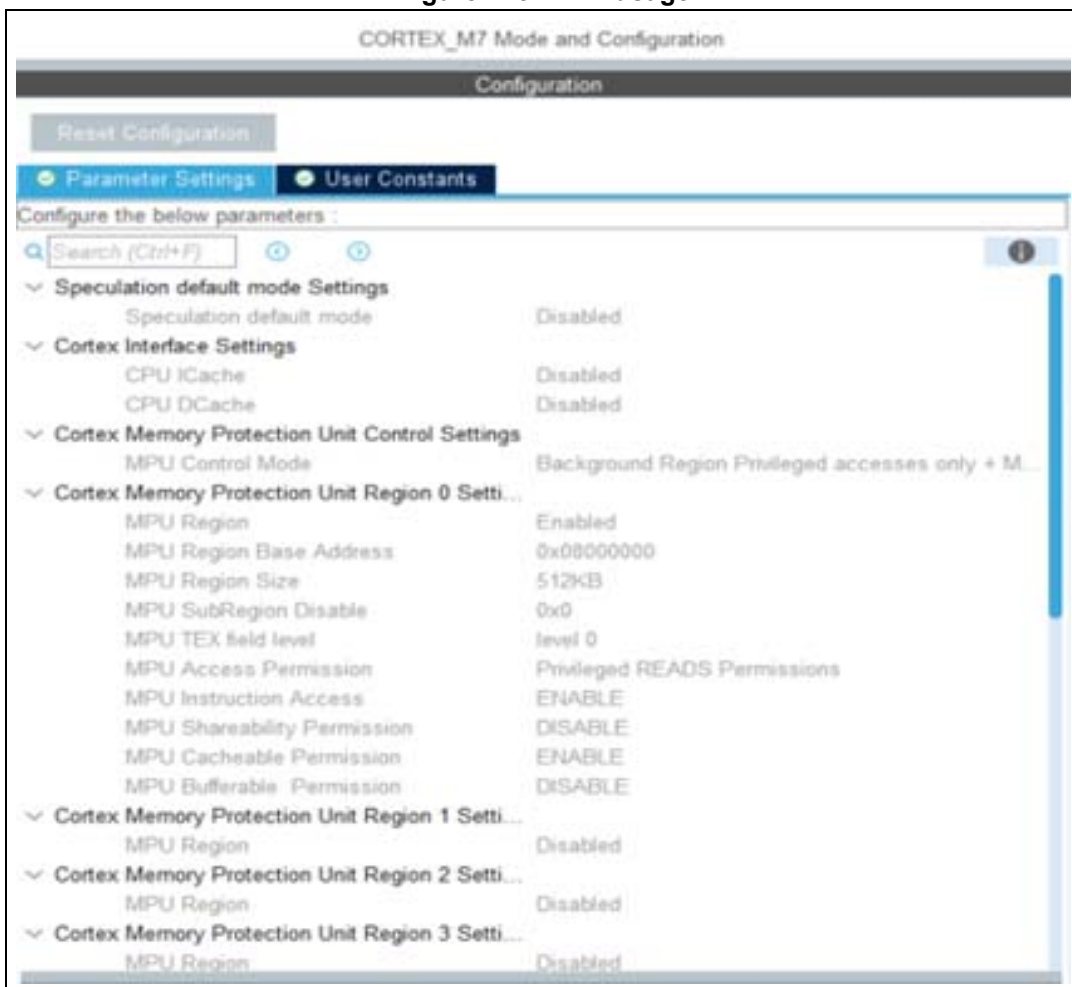 CORTEX_M7 Mode and Configuration
Configuration
Reset Configuration
Parameter Settings User Constants
Configure the below parameters :
Search (Ctrl+F)
Speculation default mode Settings
Speculation default mode Disabled
Cortex Interface Settings
CPU ICache Disabled
CPU DCache Disabled
Cortex Memory Protection Unit Control Settings
MPU Control Mode Background Region Privileged accesses only + M...
Cortex Memory Protection Unit Region 0 Setti...
MPU Region Enabled
MPU Region Base Address 0x08000000
MPU Region Size 512KB
MPU SubRegion Disable 0x0
MPU TEX field level level 0
MPU Access Permission Privileged READS Permissions
MPU Instruction Access ENABLE
MPU Shareability Permission DISABLE
MPU Cacheable Permission ENABLE
MPU Bufferable Permission DISABLE
Cortex Memory Protection Unit Region 1 Setti...
MPU Region Disabled
Cortex Memory Protection Unit Region 2 Setti...
MPU Region Disabled
Cortex Memory Protection Unit Region 3 Setti...
MPU Region Disabled